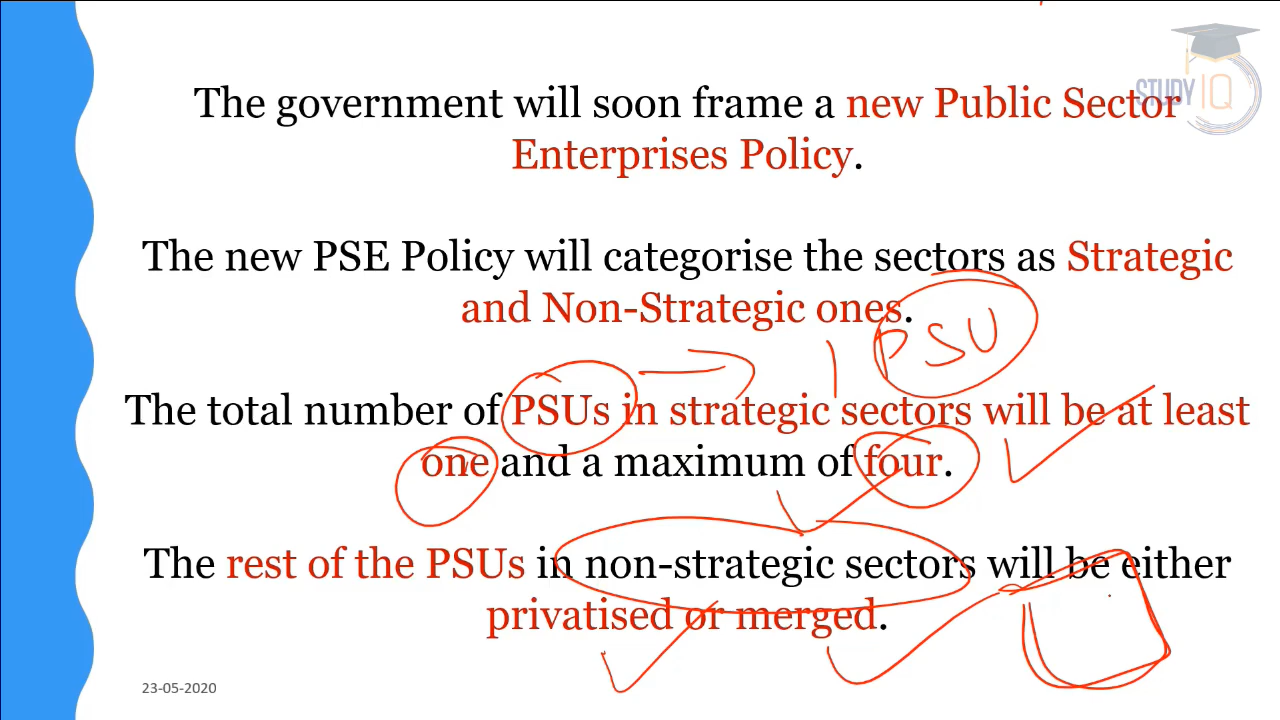 STUDY IQ
The government will soon frame a new Public Sector
Enterprises Policy.
The new PSE Policy will categorise the sectors as Strategic
and Non-Strategic ones.
PSU
The total number of PSUs in strategic sectors will be at least
one and a maximum of four.
The rest of the PSUs in non-strategic sectors will be either
privatised or merged.
23-05-2020